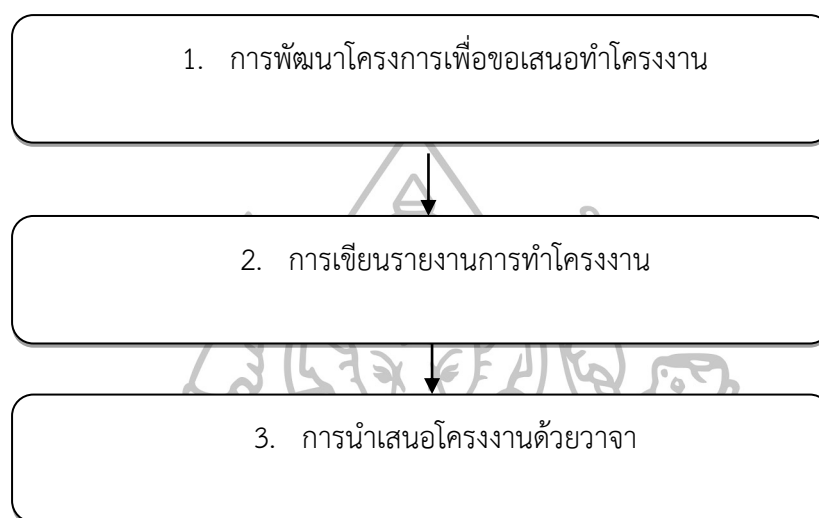 1. การพัฒนาโครงการเพื่อขอเสนอทำโครงงาน
2. การเขียนรายงานการทำโครงงาน
3. การนำเสนอโครงงานด้วยวาจา